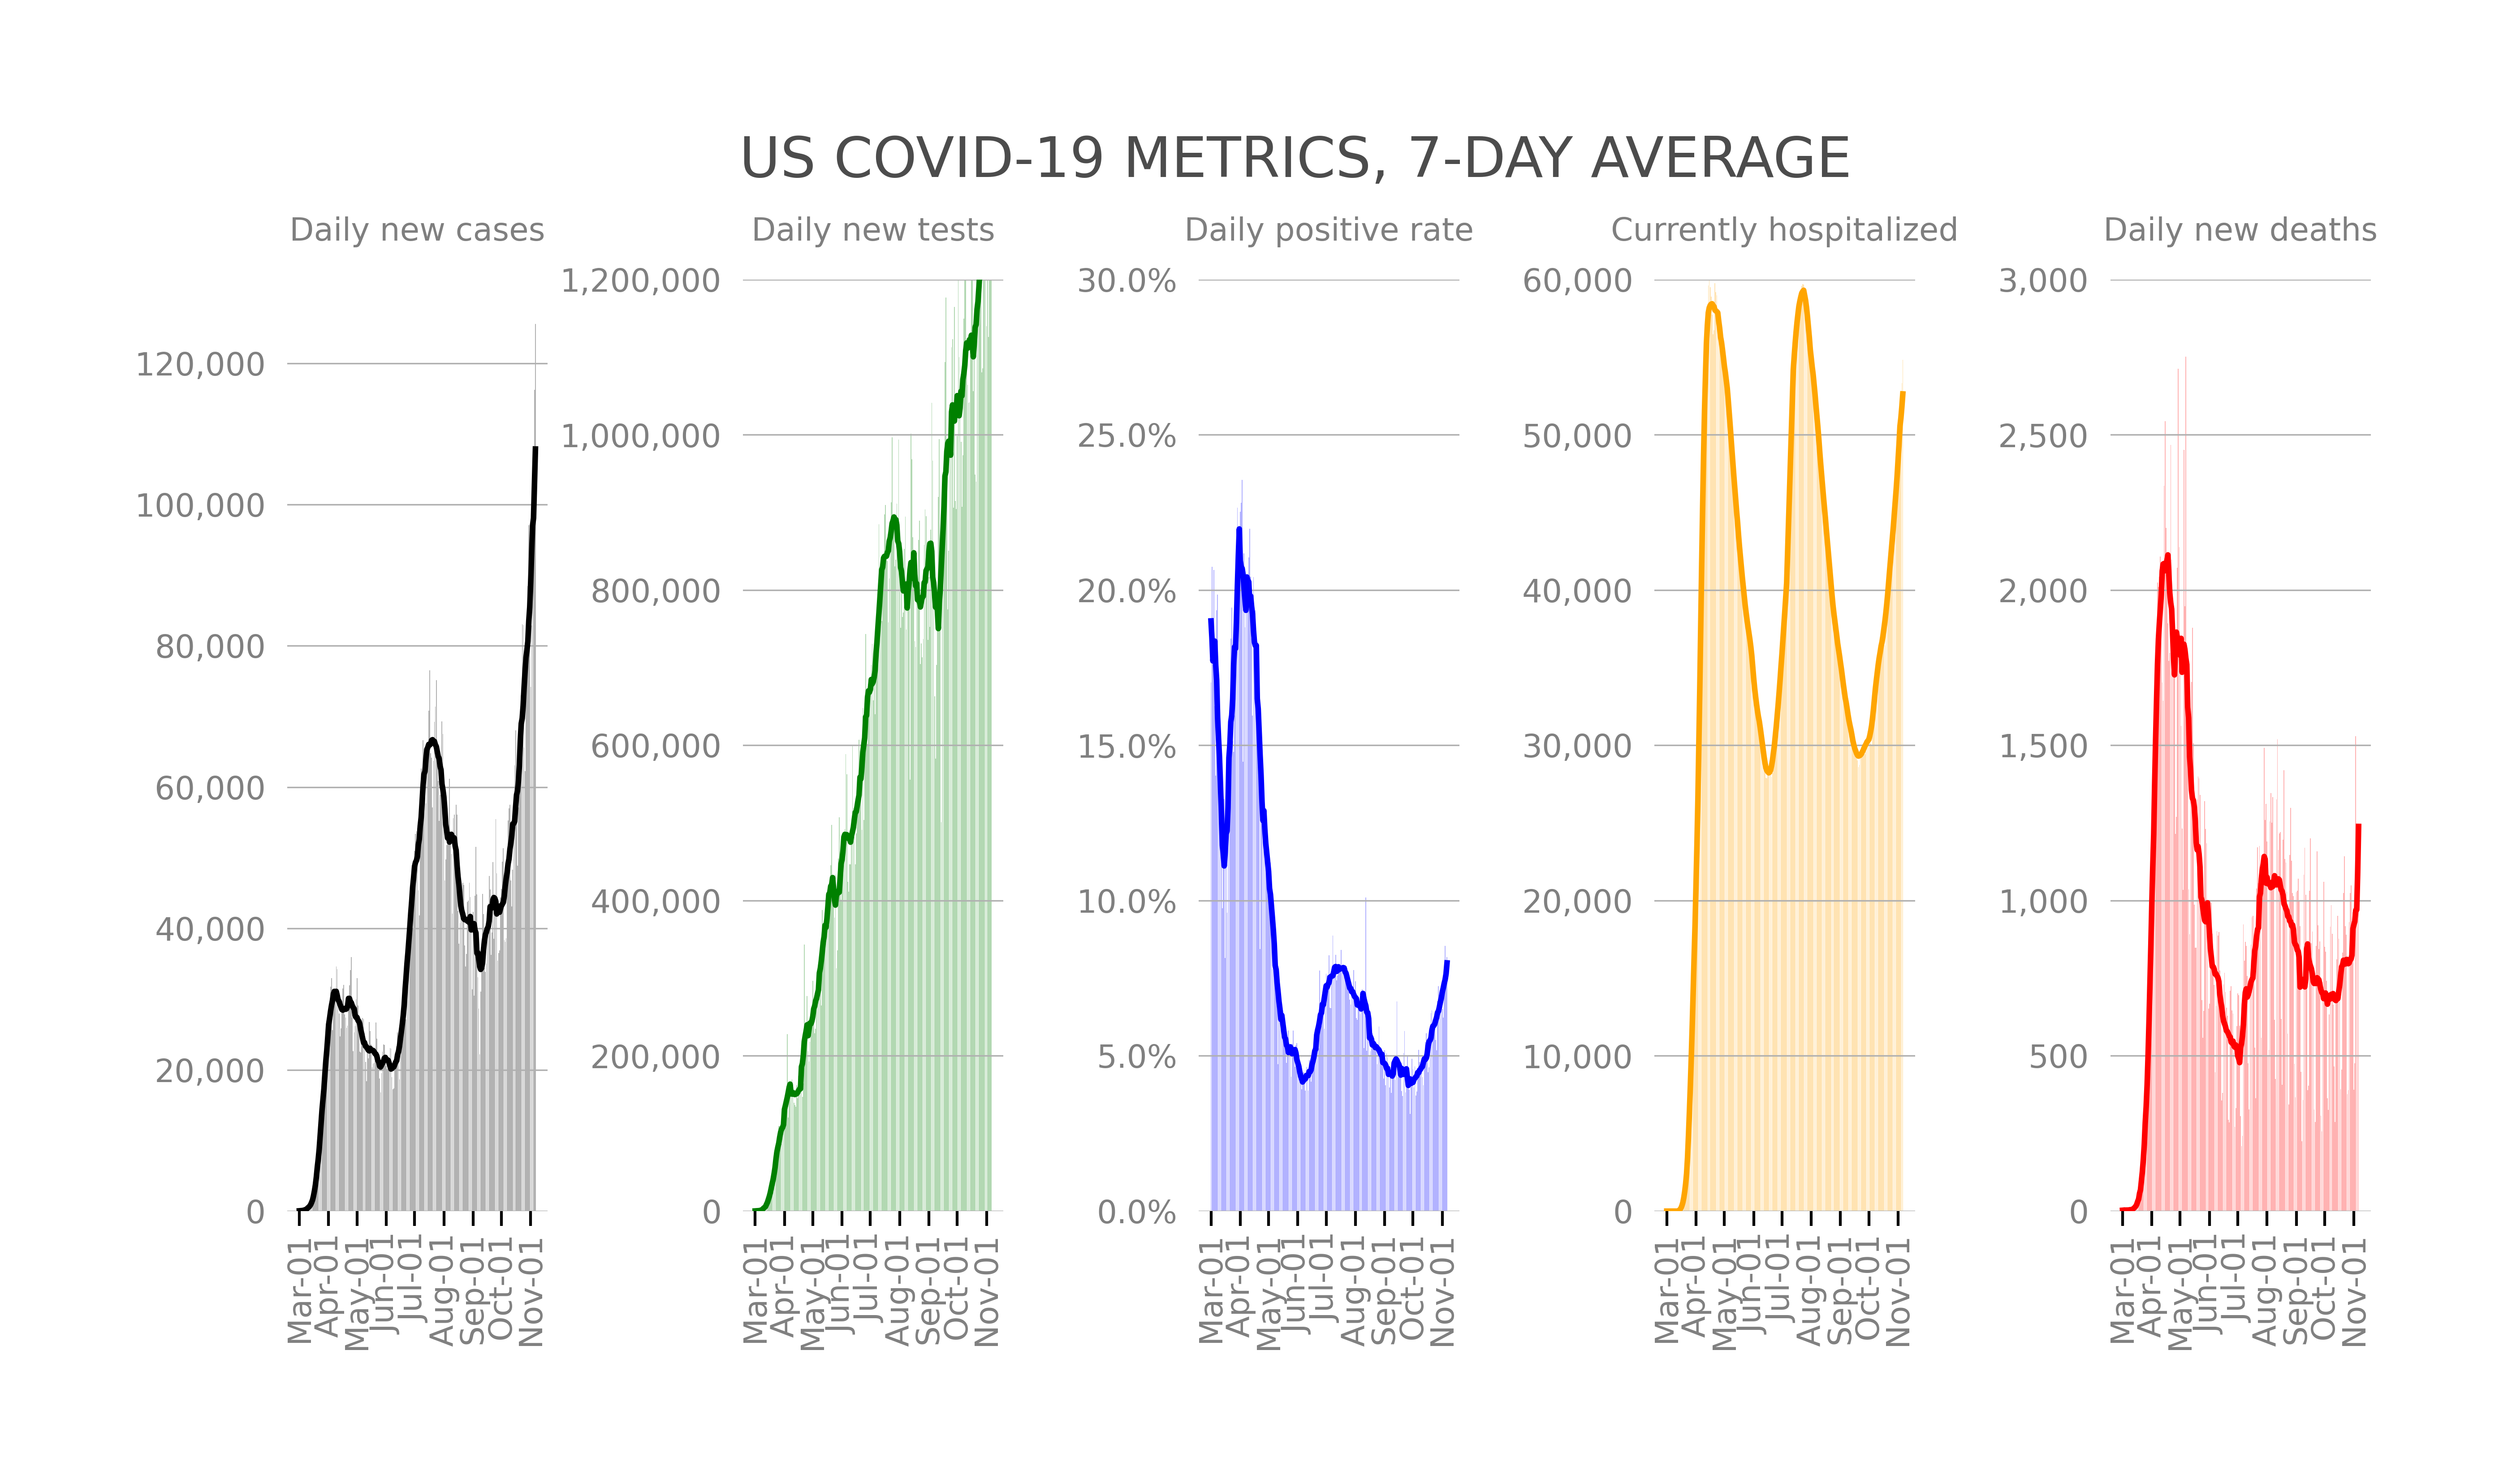 US COVID-19 METRICS, 7-DAY AVERAGE
Daily new cases
120,000
100,000
80,000
60,000
40,000
20,000
0
Mar-01
Apr-01
May-01
Jun-01
Jul-01
Aug-01
Sep-01
Oct-01
Nov-01
Daily new tests
1,200,000
1,000,000
800,000
600,000
400,000
200,000
0
Mar-01
Apr-01
May-01
Jun-01
Jul-01
Aug-01
Sep-01
Oct-01
Nov-01
Daily positive rate
30.0%
25.0%
20.0%
15.0%
10.0%
5.0%
0.0%
Mar-01
Apr-01
May-01
Jun-01
Jul-01
Aug-01
Sep-01
Oct-01
Nov-01
Currently hospitalized
60,000
50,000
40,000
30,000
20,000
10,000
0
Mar-01
Apr-01
May-01
Jun-01
Jul-01
Aug-01
Sep-01
Oct-01
Nov-01
Daily new deaths
3,000
2,500
2,000
1,500
1,000
500
0
Mar-01
Apr-01
May-01
Jun-01
Jul-01
Aug-01
Sep-01
Oct-01
Nov-01